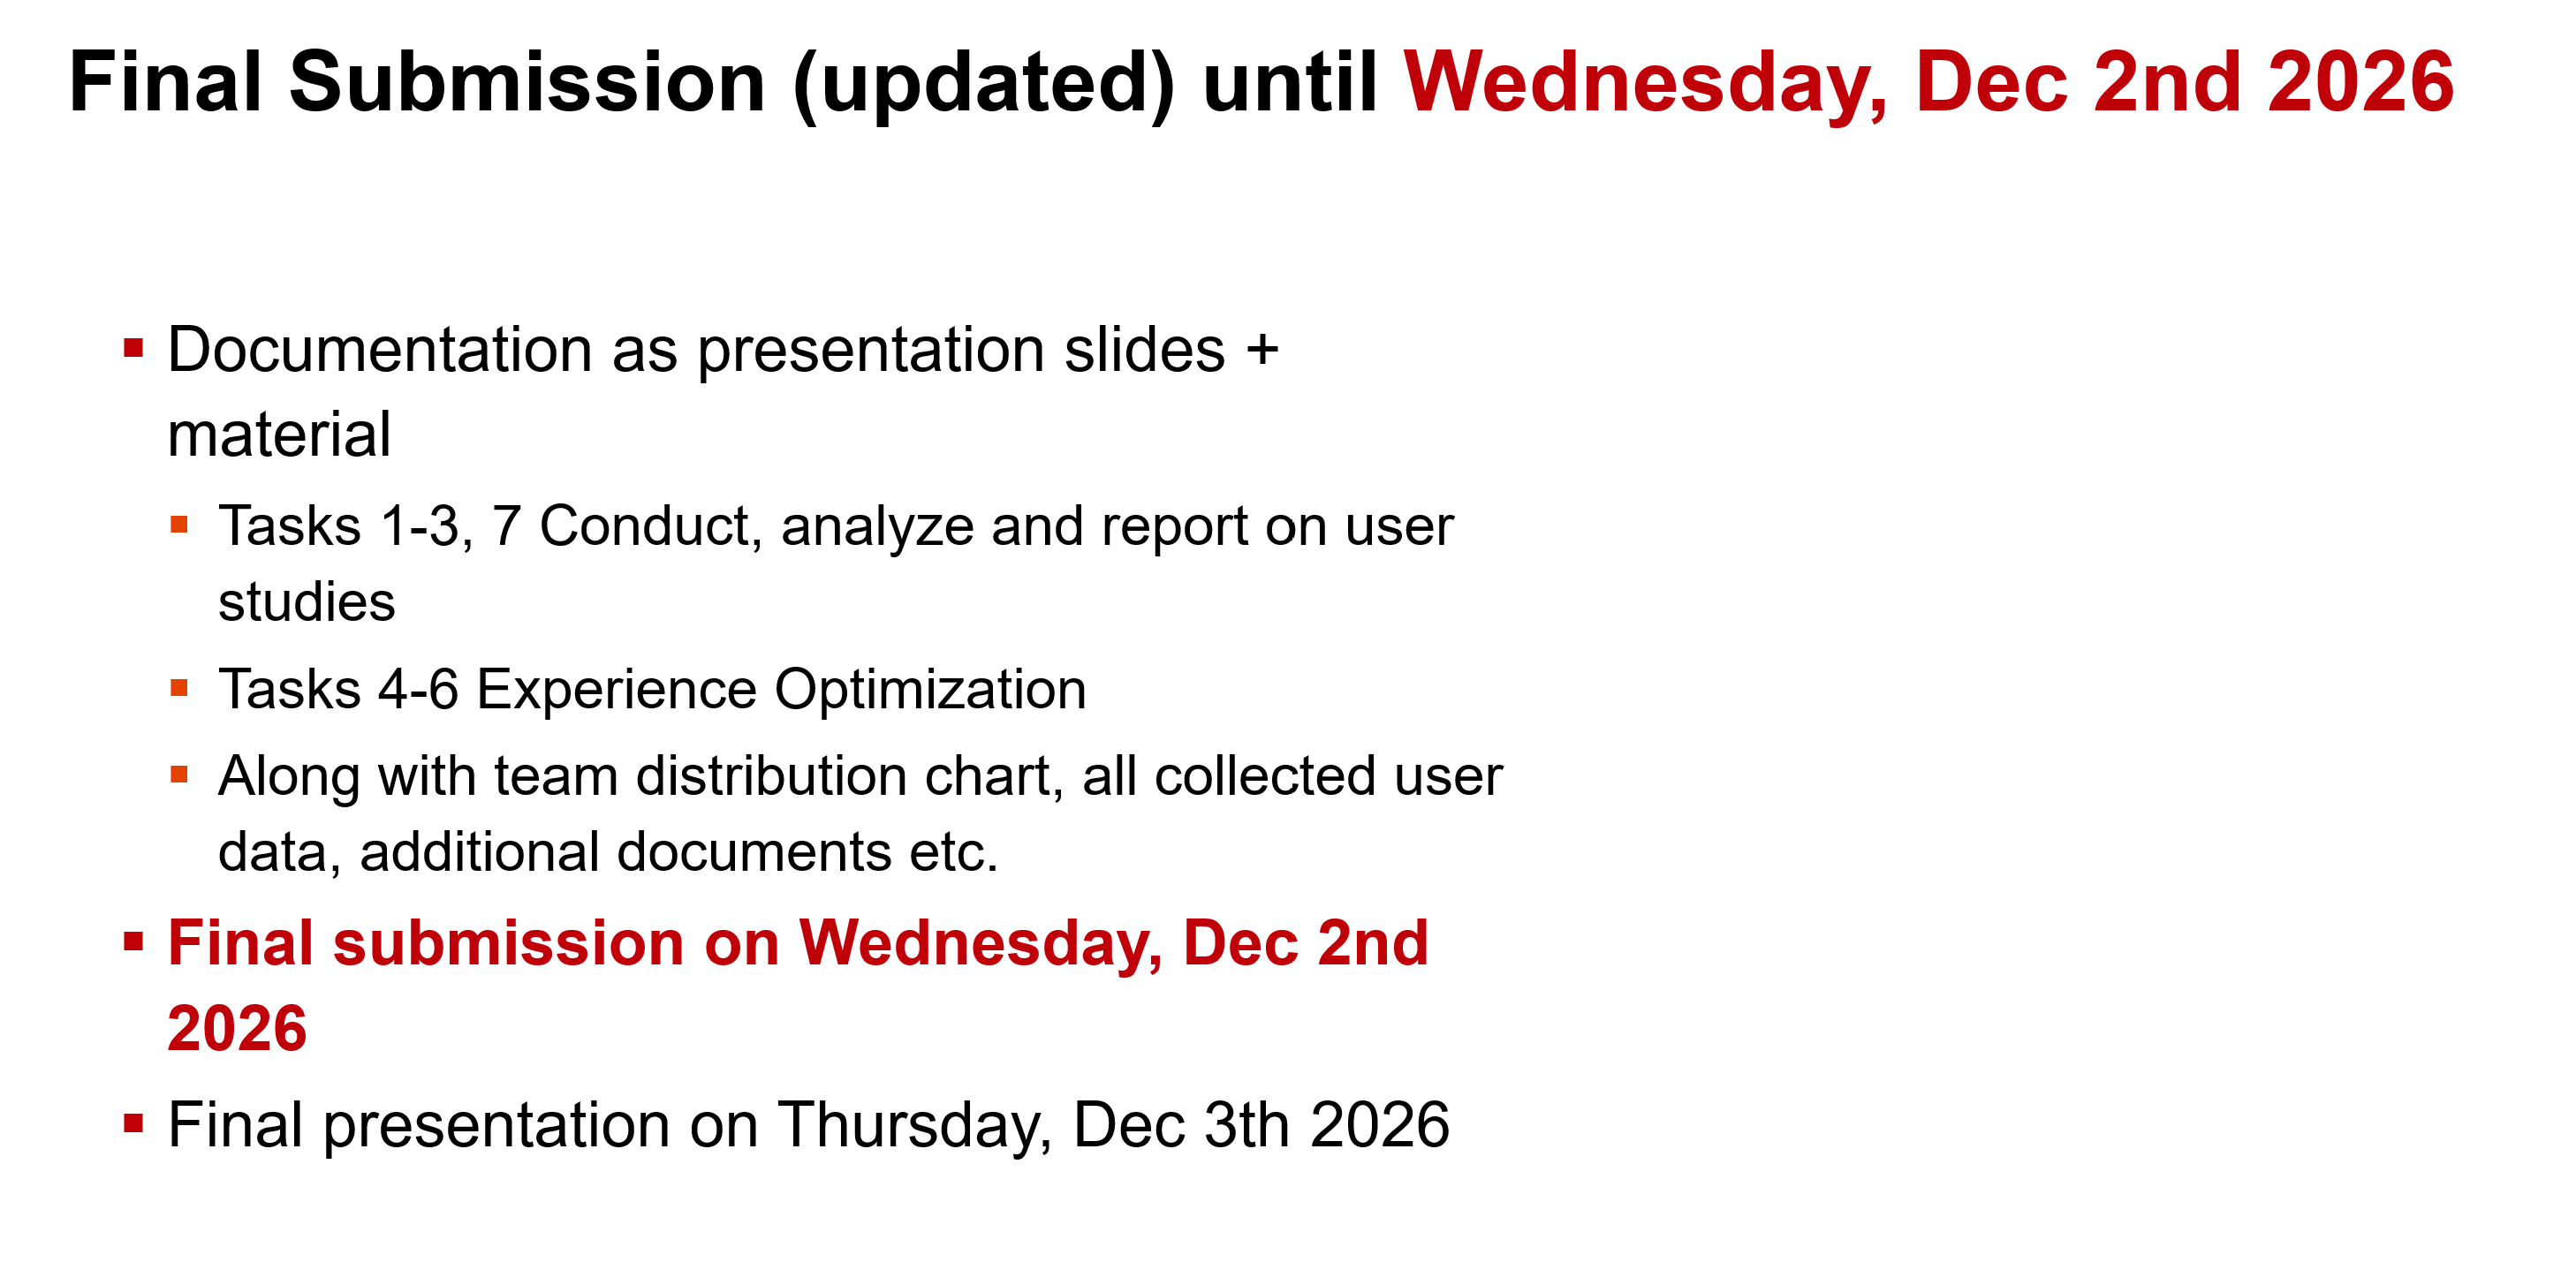 Final Submission (updated) until Wednesday, Dec 2nd 2026
▪ Documentation as presentation slides +
material
▪ Tasks 1-3, 7 Conduct, analyze and report on user
studies
▪ Tasks 4-6 Experience Optimization
▪ Along with team distribution chart, all collected user
data, additional documents etc.
▪ Final submission on Wednesday, Dec 2nd
2026
▪ Final presentation on Thursday, Dec 3th 2026